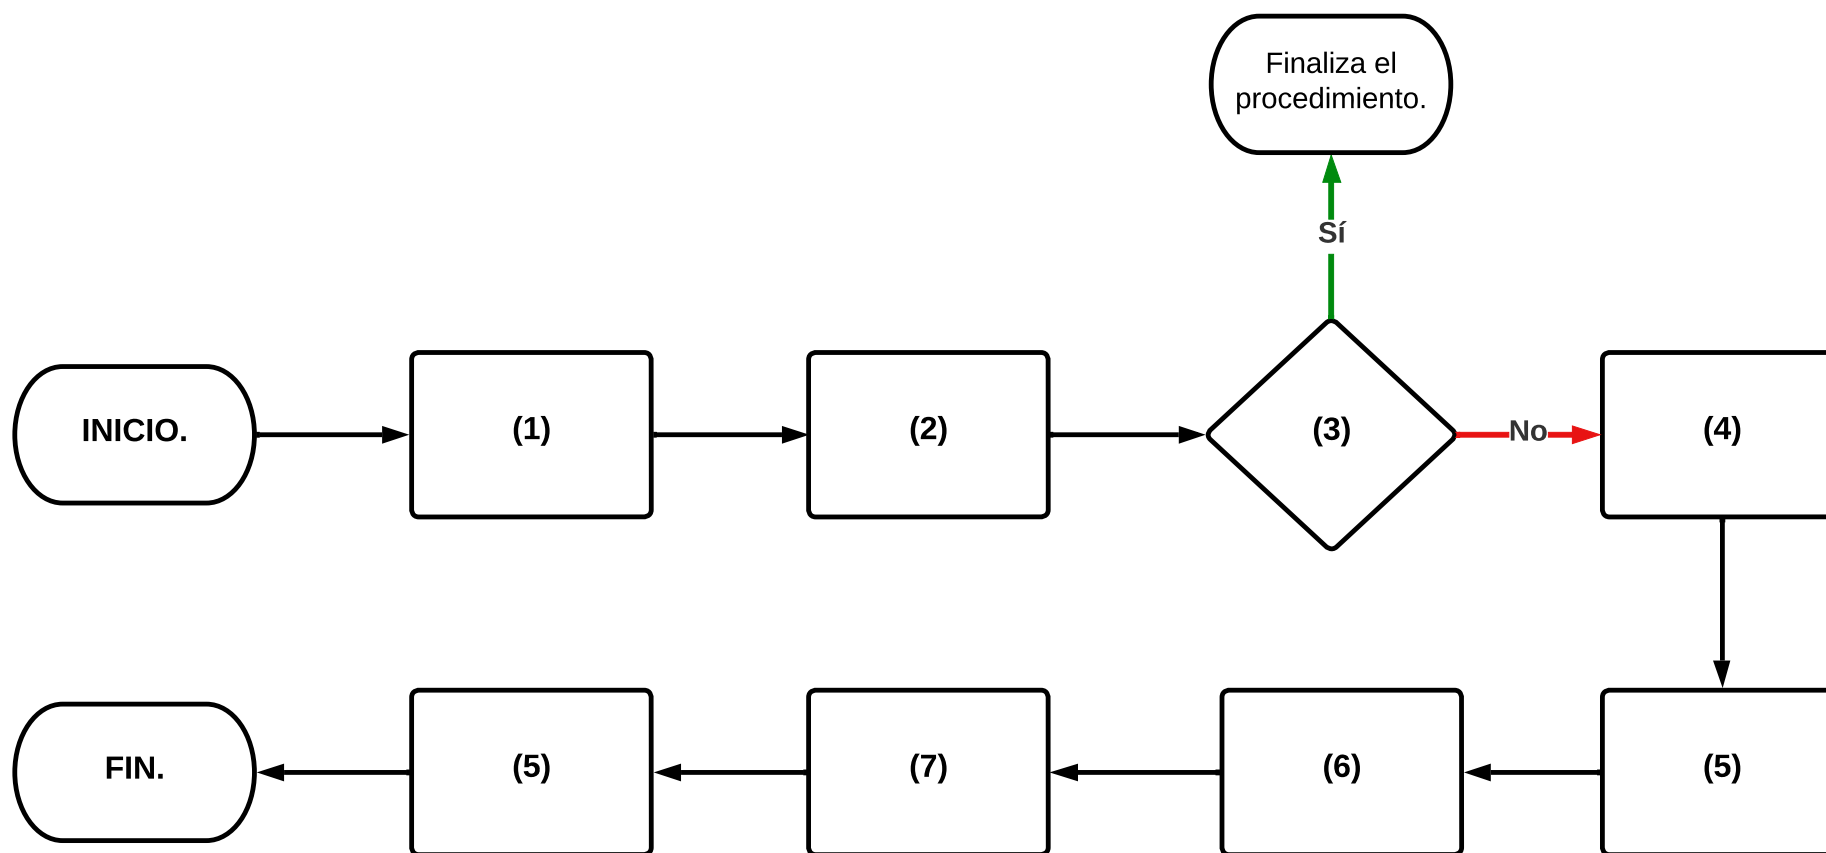 Finaliza el
procedimiento.
Sí
INICIO.
(1)
(2)
(3)
No
(4)
FIN.
(5)
(7)
(6)
(5)